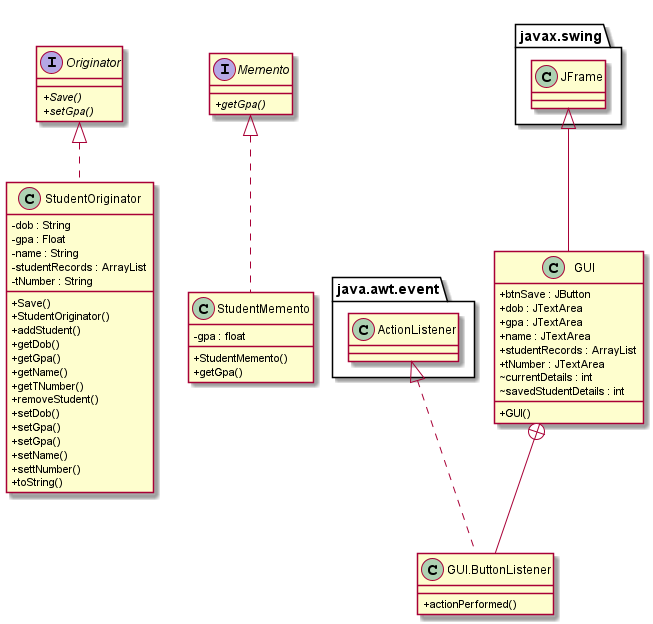 I Originator
+Save()
+setGpa()
C StudentOriginator
-dob : String
-gpa : Float
-name : String
-studentRecords : ArrayList
-tNumber : String
+Save()
+StudentOriginator()
+addStudent()
+getDob()
+getGpa()
+getName()
+getTNumber()
+removeStudent()
+setDob()
+setGpa()
+setGpa()
+setName()
+settNumber()
+toString()
I Memento
+getGpa()
C StudentMemento
-gpa : float
+StudentMemento()
+getGpa()
java.awt.event
C ActionListener
javax.swing
C JFrame
C GUI
+btnSave : JButton
+dob : JTextArea
+gpa : JTextArea
+name : JTextArea
+studentRecords : ArrayList
+tNumber : JTextArea
~currentDetails : int
~savedStudentDetails : int
+GUI()
C GUI.ButtonListener
+actionPerformed()